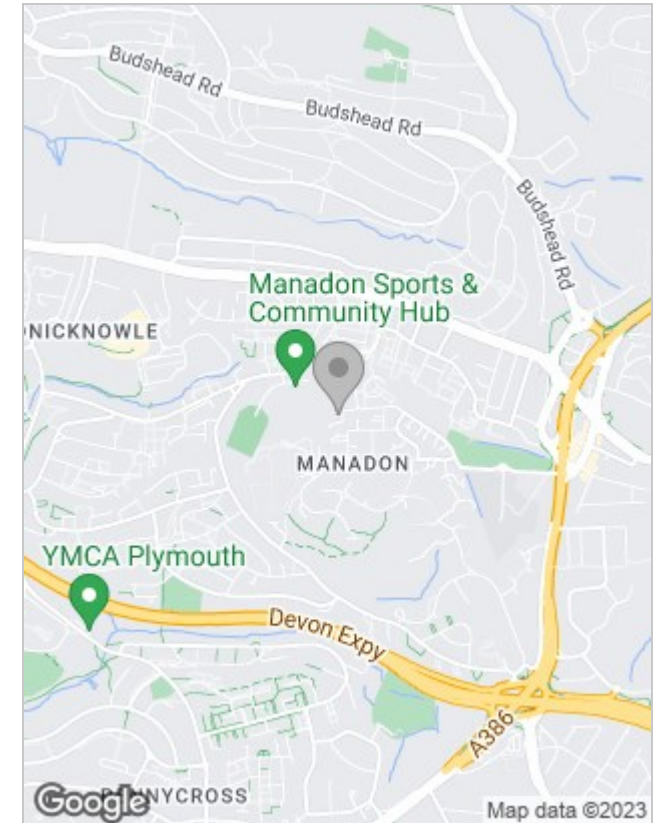 Budshead Rd
Budshead Rd
Budshead Rd
Manadon Sports &
Community Hub
NICKNOWLE
MANADON
YMCA Plymouth
Devon Expy
A386
NNYCROSS
Google
Map data ©2023